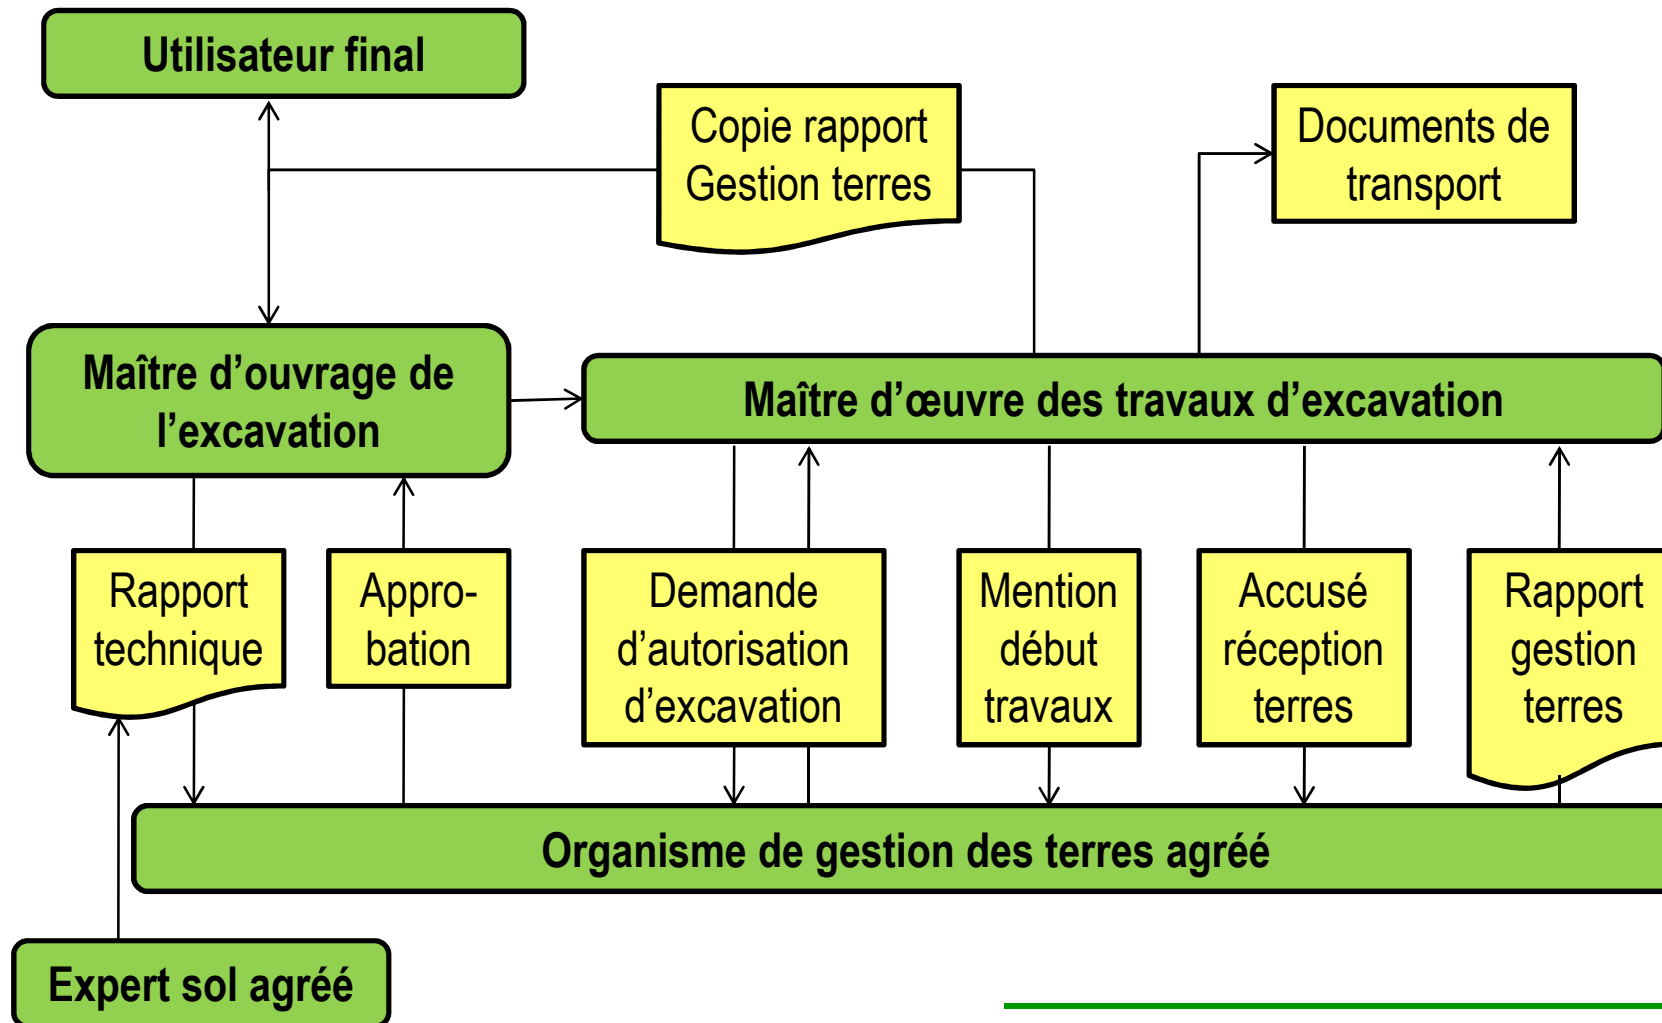 Utilisateur final
Copie rapport
Gestion terres
Documents de
transport
Maître d’ouvrage de
l’excavation
Maître d’œuvre des travaux d’excavation
Rapport
technique
Appro-
bation
Demande
d’autorisation
d’excavation
Mention
début
travaux
Accusé
réception
terres
Rapport
gestion
terres
Organisme de gestion des terres agréé
Expert sol agréé